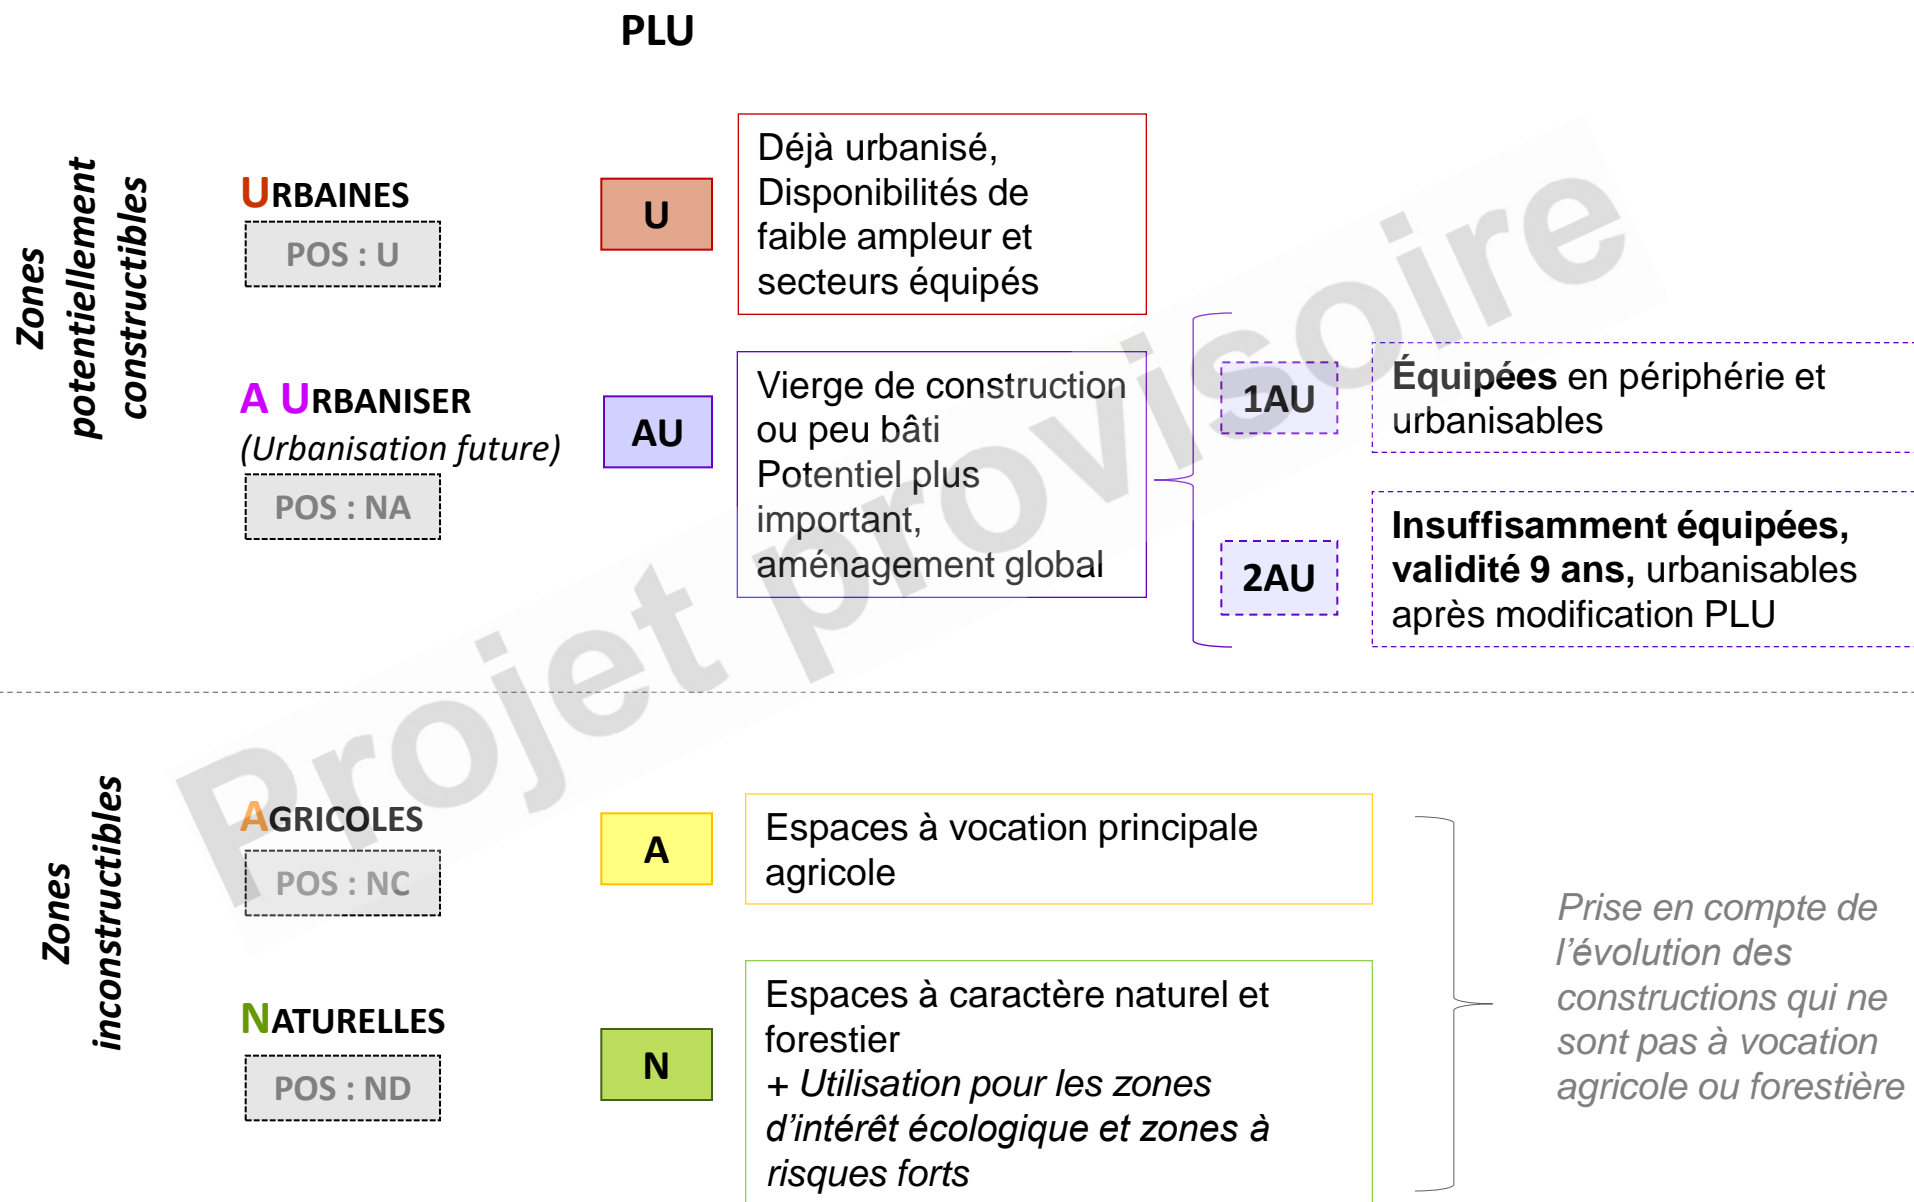 PLU
Zones
potentiellement
constructibles
URBAINES
POS : U
U
Déjà urbanisé,
Disponibilités de
faible ampleur et
secteurs équipés
A URBANISER
(Urbanisation future)
POS : NA
AU
Vierge de construction
ou peu bâti
Potentiel plus
important,
aménagement global
1AU
Équipées en périphérie et
urbanisables
2AU
Insuffisamment équipées,
validité 9 ans, urbanisables
après modification PLU
Projet provisoire
Zones
inconstructibles
AGRICOLES
POS : NC
A
Espaces à vocation principale
agricole
NATURELLES
POS : ND
N
Espaces à caractère naturel et
forestier
+ Utilisation pour les zones
d’intérêt écologique et zones à
risques forts
Prise en compte de
l’évolution des
constructions qui ne
sont pas à vocation
agricole ou forestière